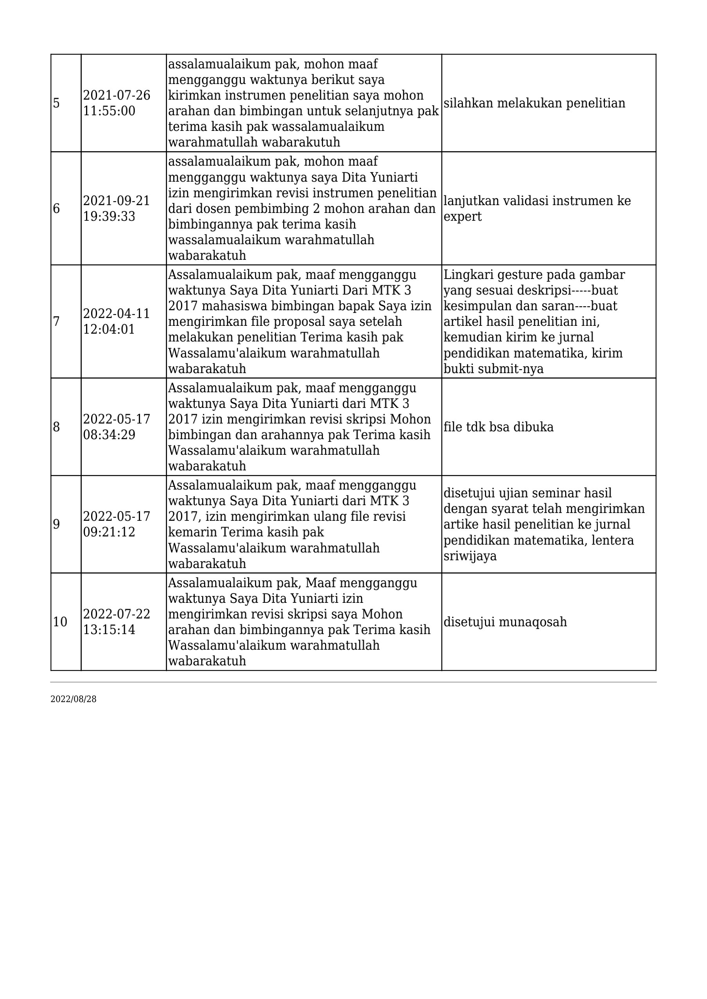 5
2021-07-26
11:55:00
assalamualaikum pak, mohon maaf
mengganggu waktunya berikut saya
kirimkan instrumen penelitian saya mohon
arahan dan bimbingan untuk selanjutnya pak
terima kasih pak wassalamualaikum
warahmatullah wabarakutuh
silahkan melakukan penelitian
6
2021-09-21
19:39:33
assalamualaikum pak, mohon maaf
mengganggu waktunya saya Dita Yuniarti
izin mengirimkan revisi instrumen penelitian
dari dosen pembimbing 2 mohon arahan dan
bimbingannya pak terima kasih
wassalamualaikum warahmatullah
wabarakatuh
lanjutkan validasi instrumen ke
expert
7
2022-04-11
12:04:01
Assalamualaikum pak, maaf mengganggu
waktunya Saya Dita Yuniarti Dari MTK 3
2017 mahasiswa bimbingan bapak Saya izin
mengirimkan file proposal saya setelah
melakukan penelitian Terima kasih pak
Wassalamu'alaikum warahmatullah
wabarakatuh
Lingkari gesture pada gambar
yang sesuai deskripsi-----buat
kesimpulan dan saran----buat
artikel hasil penelitian ini,
kemudian kirim ke jurnal
pendidikan matematika, kirim
bukti submit-nya
8
2022-05-17
08:34:29
Assalamualaikum pak, maaf mengganggu
waktunya Saya Dita Yuniarti dari MTK 3
2017 izin mengirimkan revisi skripsi Mohon
bimbingan dan arahannya pak Terima kasih
Wassalamu'alaikum warahmatullah
wabarakatuh
file tdk bsa dibuka
9
2022-05-17
09:21:12
Assalamualaikum pak, maaf mengganggu
waktunya Saya Dita Yuniarti dari MTK 3
2017, izin mengirimkan ulang file revisi
kemarin Terima kasih pak
Wassalamu'alaikum warahmatullah
wabarakatuh
disetujui ujian seminar hasil
dengan syarat telah mengirimkan
artike hasil penelitian ke jurnal
pendidikan matematika, lentera
sriwijaya
10
2022-07-22
13:15:14
Assalamualaikum pak, Maaf mengganggu
waktunya Saya Dita Yuniarti izin
mengirimkan revisi skripsi saya Mohon
arahan dan bimbingannya pak Terima kasih
Wassalamu'alaikum warahmatullah
wabarakatuh
disetujui munaqosah
2022/08/28